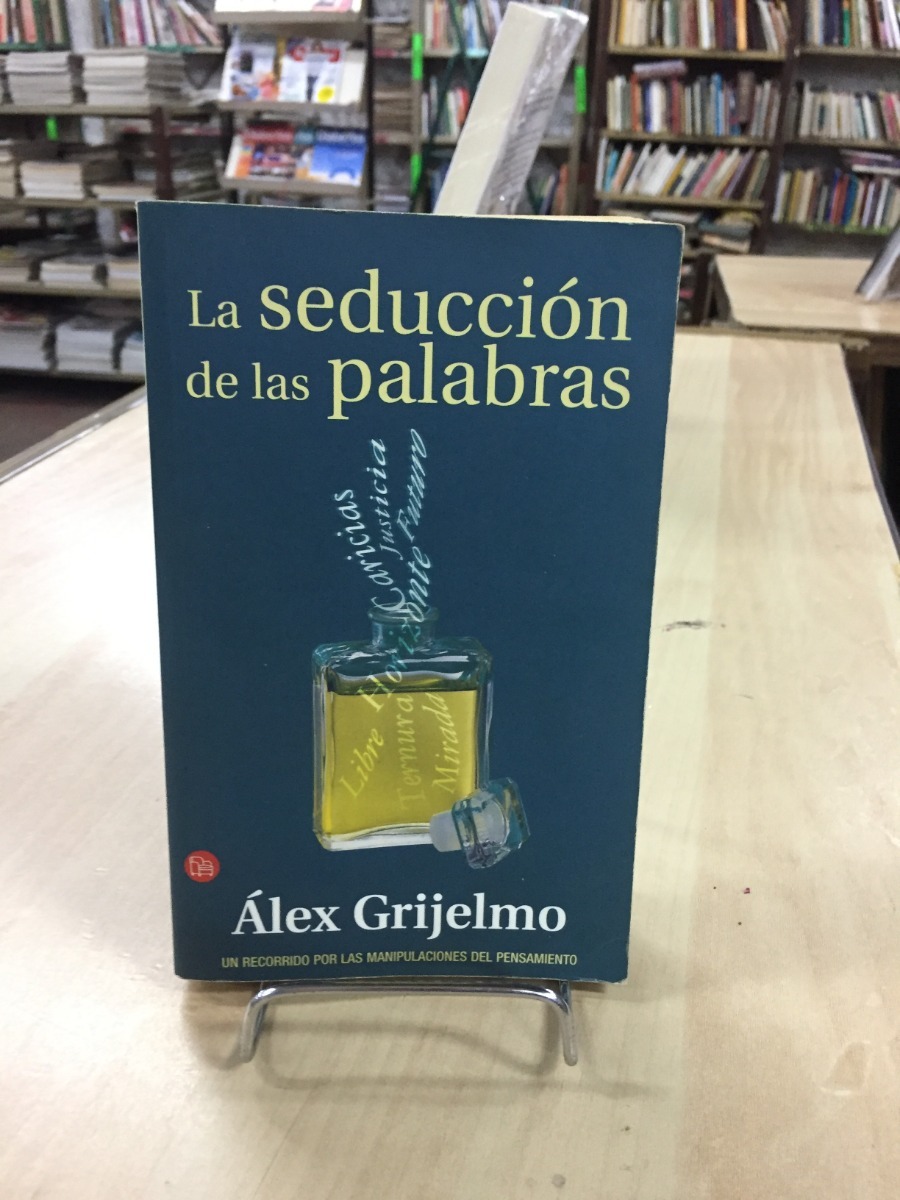 La seducción
de las palabras
Caricias
Justicia
Futuro
Horizonte
Libre
Ternura
Mirada
Álex Grijelmo
UN RECORRIDO POR LAS MANIPULACIONES DEL PENSAMIENTO